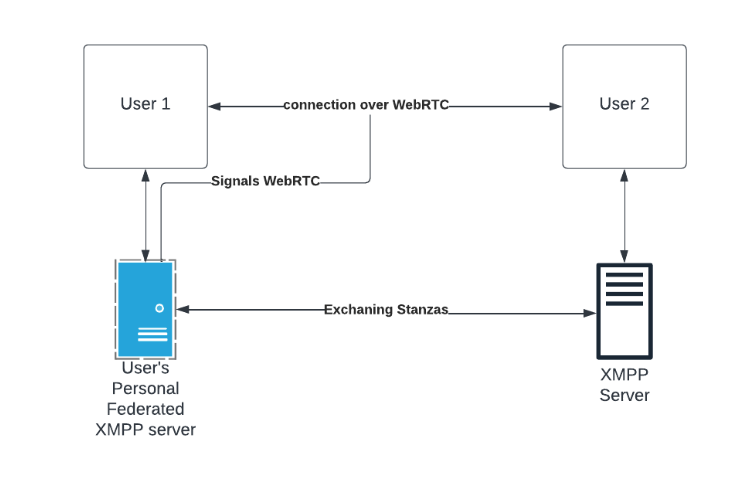 User 1
connection over WebRTC
User 2
Signals WebRTC
Exchaning Stanzas
User's
Personal
Federated
XMPP server
XMPP
Server